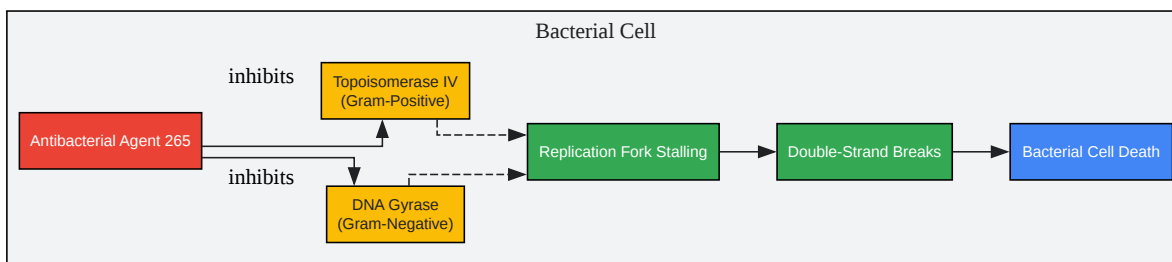 Bacterial Cell
inhibits
Topoisomerase IV
(Gram-Positive)
Antibacterial Agent 265
inhibits
DNA Gyrase
(Gram-Negative)
Replication Fork Stalling
Double-Strand Breaks
Bacterial Cell Death